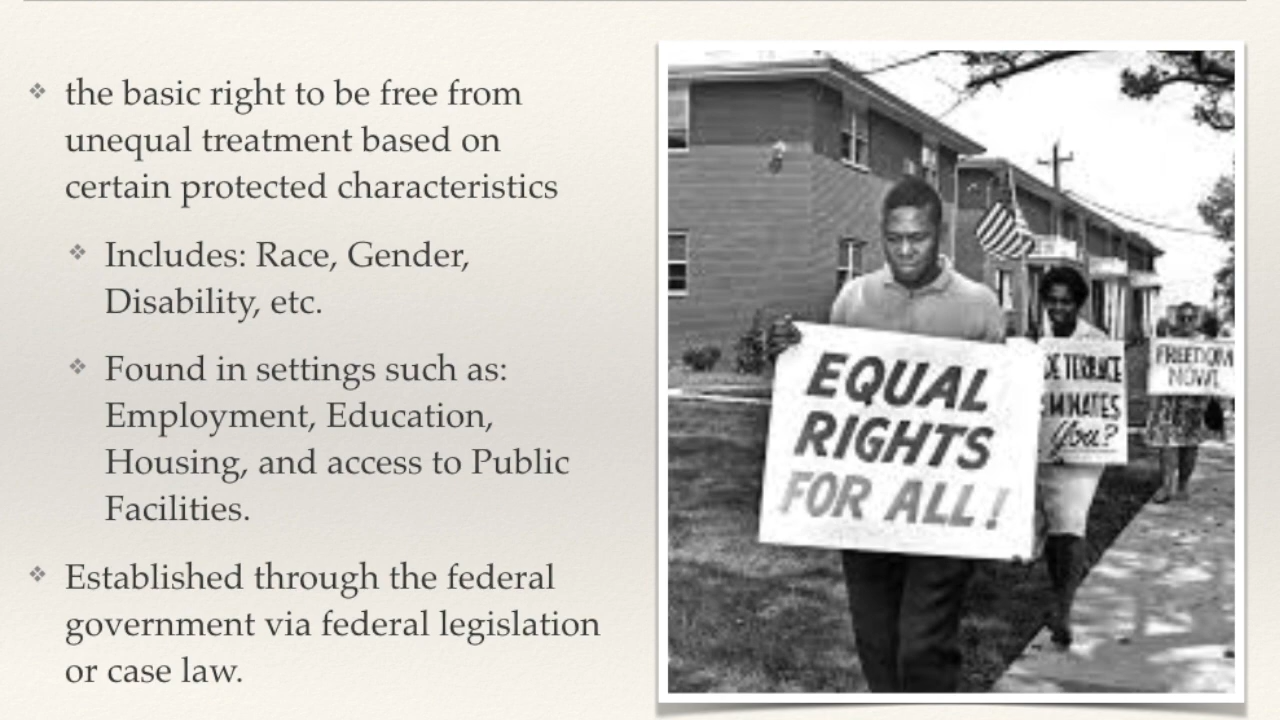 the basic right to be free from
unequal treatment based on
certain protected characteristics
Includes: Race, Gender,
Disability, etc.
Found in settings such as:
Employment, Education,
Housing, and access to Public
Facilities.
Established through the federal
government via federal legislation
or case law.
EQUAL
RIGHTS
FOR ALL!
TERRACE
You?
FREEDOM
NOW!